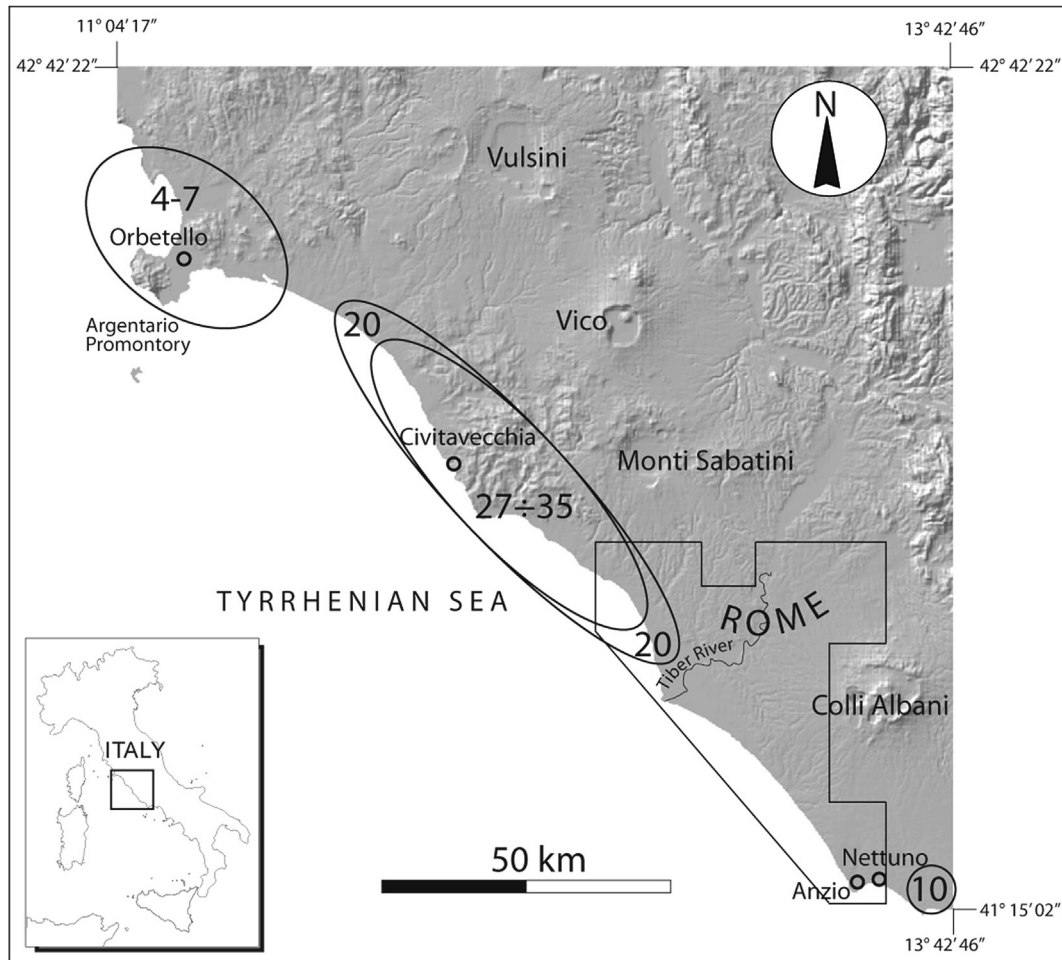 11° 04' 17"
13° 42' 46"
42° 42' 22"
42° 42' 22"
N
Vulsini
4-7
Orbetello
Argentario
Promontory
20
Vico
Civitavecchia
Monti Sabatini
27÷35
TYRRHENIAN SEA
ROME
20
Tiber River
Colli Albani
ITALY
50 km
Nettuno
Anzio
10
41° 15' 02"
13° 42' 46"